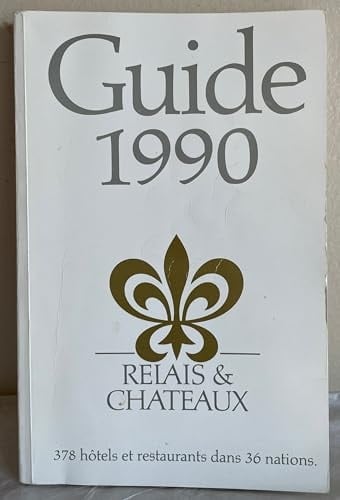 Guide
1990
RELAIS &
CHATEAUX
378 hôtels et restaurants dans 36 nations.